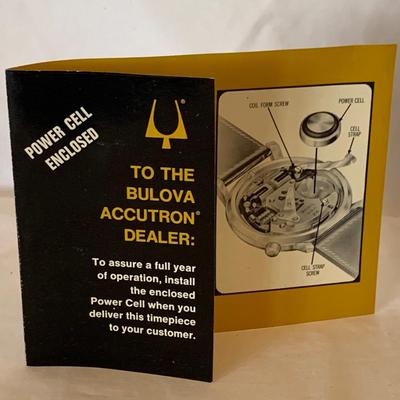 POWER CELL
ENCLOSED
®
TO THE
BULOVA
ACCUTRON®
DEALER:
To assure a full year
of operation, install
the enclosed
Power Cell when you
deliver this timepiece
to your customer.
COIL FORM SCREW
POWER CELL
CELL
STRAP
CELL STRAP
SCREW